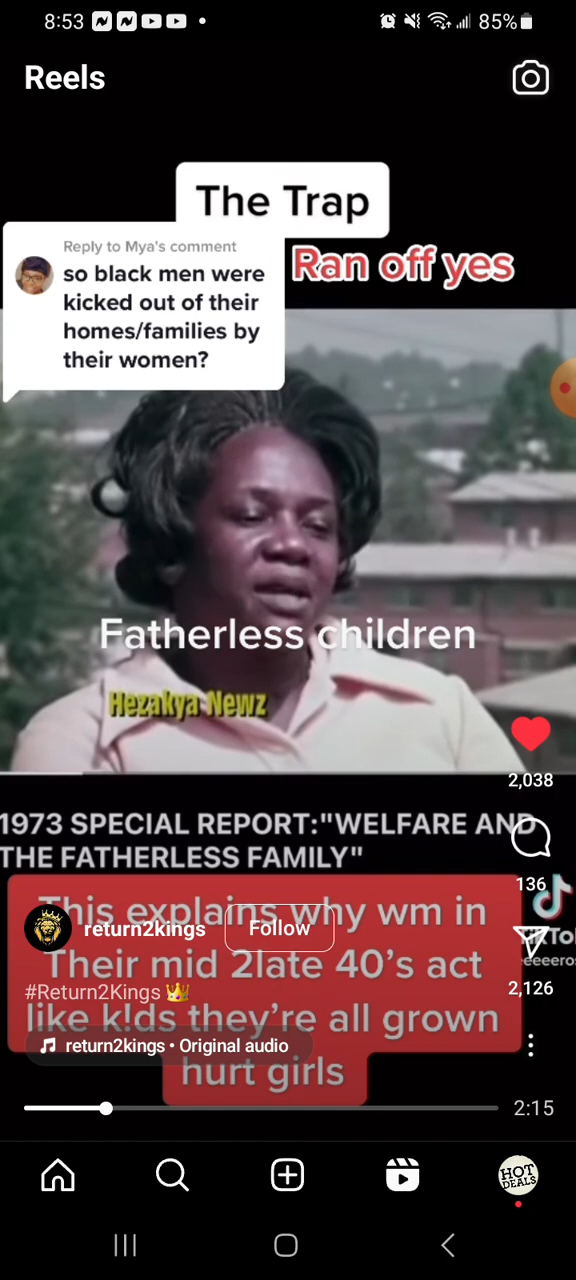 8:53
85%
Reels
The Trap
Reply to Mya's comment
so black men were
kicked out of their
homes/families by
their women?
Ran off yes
Fatherless children
Hezakya Newz
2,038
1973 SPECIAL REPORT:"WELFARE AND
THE FATHERLESS FAMILY"
136
This explains why wm in
Their mid 2late 40's act
like k!ds they're all grown
hurt girls
return2kings
Follow
#Return2Kings 👑
2,126
return2kings • Original audio
2:15
HOT
DEALS